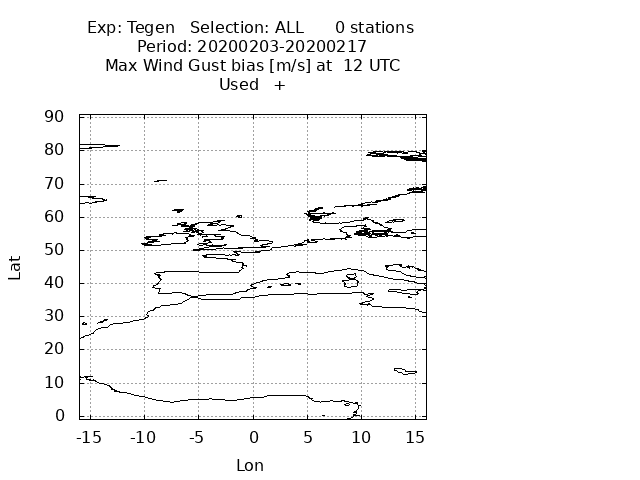 Exp: Tegen   Selection: ALL      0 stations
Period: 20200203-20200217
Max Wind Gust bias [m/s] at  12 UTC
Used   +
90
80
70
60
50
40
30
20
10
0
Lat
-15 -10 -5 0 5 10 15
Lon